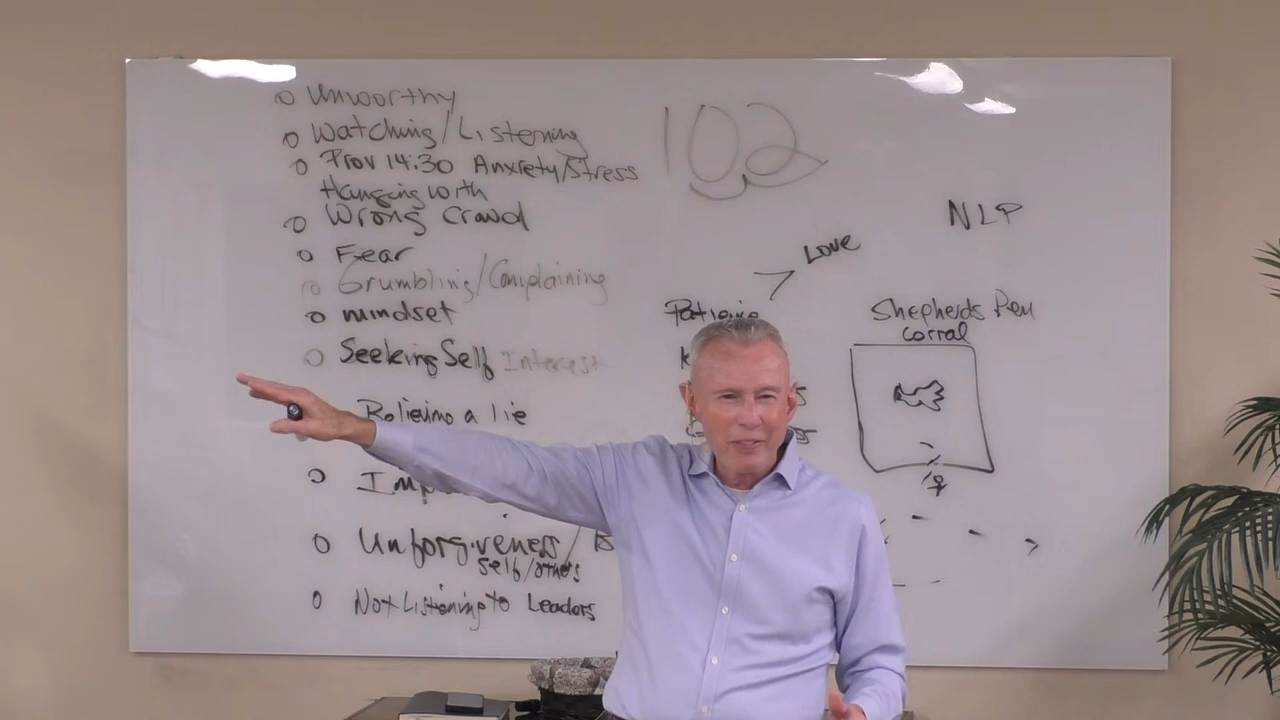 Unworthy
Watching/Listening
Prov 14:30 Anxiety/Stress
Hanging with
Wrong Crowd
Fear
Grumbling/Complaining
mindset
Seeking Self Interest
Believing a lie
Unforgiveness/
Self/others
Not Listening to Leaders
102
Love
NLP
Shepherds Pen
Corral